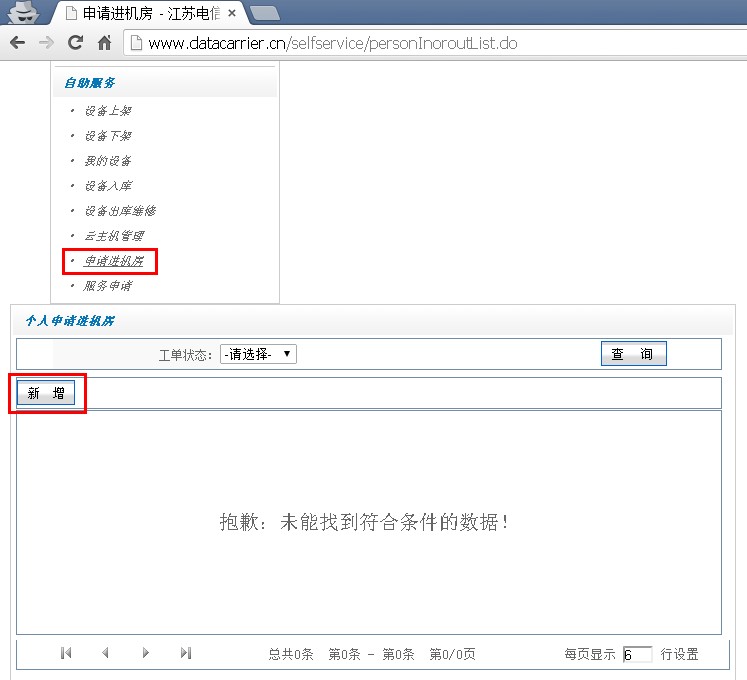 申请进机房 - 江苏电信
www.datacarrier.cn/selfservice/personInoroutList.do
自助服务
设备上架
设备下架
我的设备
设备入库
设备出库维修
云主机管理
申请进机房
服务申请
个人申请进机房
工单状态： -请选择- 查 询
新 增
抱歉：未能找到符合条件的数据！
总共0条 第0条 - 第0条 第0/0页 每页显示 6 行设置